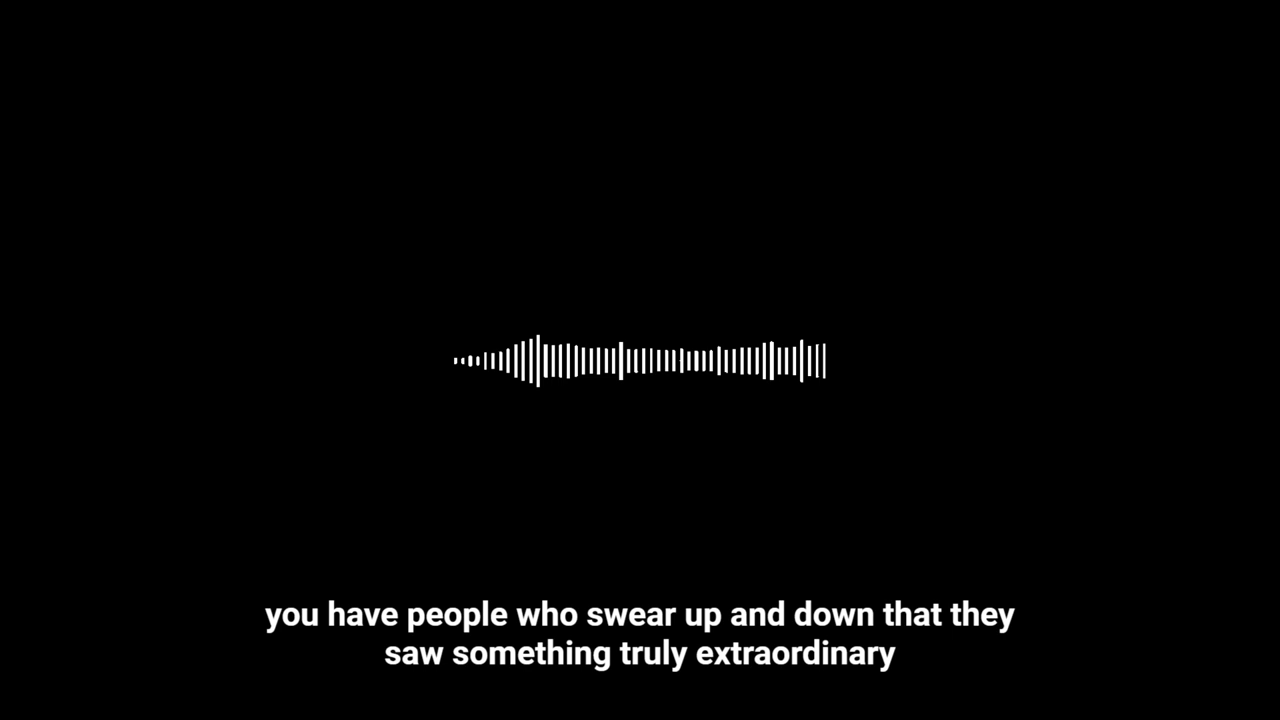 you have people who swear up and down that they
saw something truly extraordinary